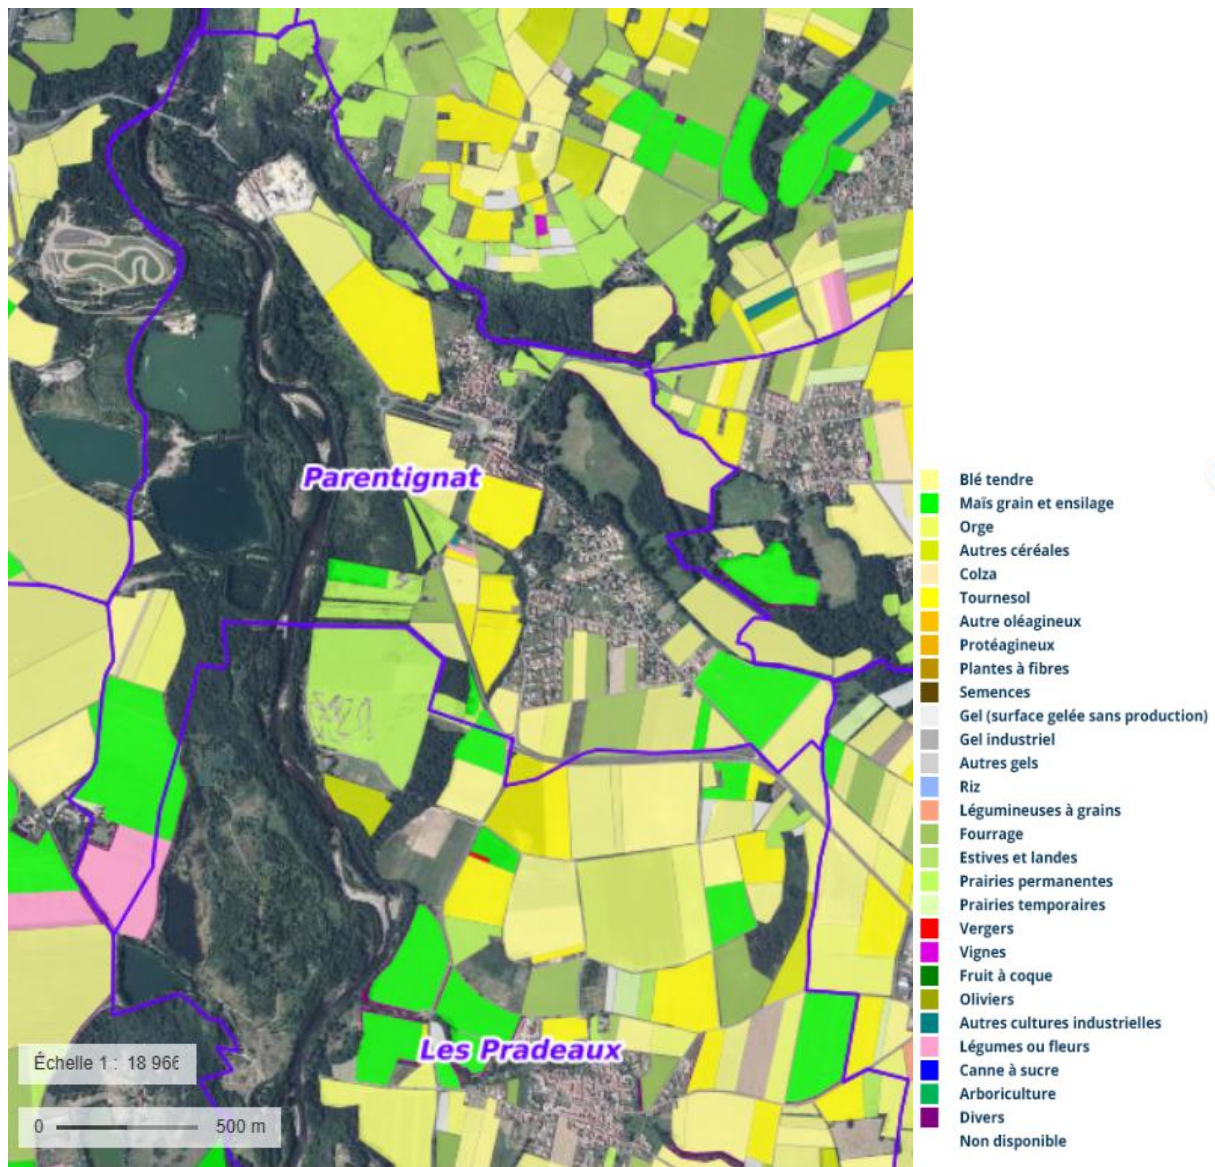 Parentignat
Les Pradeaux
Échelle 1 : 18 966
0 500 m
Blé tendre
Maïs grain et ensilage
Orge
Autres céréales
Colza
Tournesol
Autre oléagineux
Protéagineux
Plantes à fibres
Semences
Gel (surface gelée sans production)
Gel industriel
Autres gels
Riz
Légumineuses à grains
Fourrage
Estives et landes
Prairies permanentes
Prairies temporaires
Vergers
Vignes
Fruit à coque
Oliviers
Autres cultures industrielles
Légumes ou fleurs
Canne à sucre
Arboriculture
Divers
Non disponible